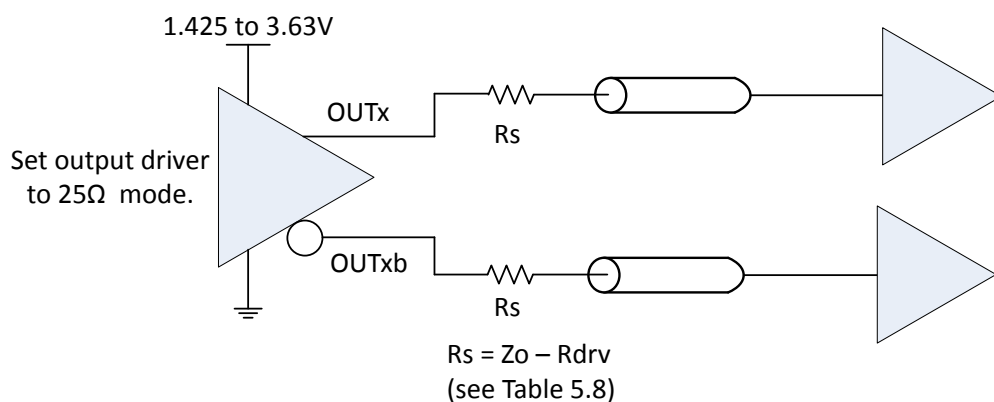 1.425 to 3.63V
OUTx
Rs
Set output driver
to 25Ω mode.
OUTxb
Rs
Rs = Zo – Rdrv
(see Table 5.8)